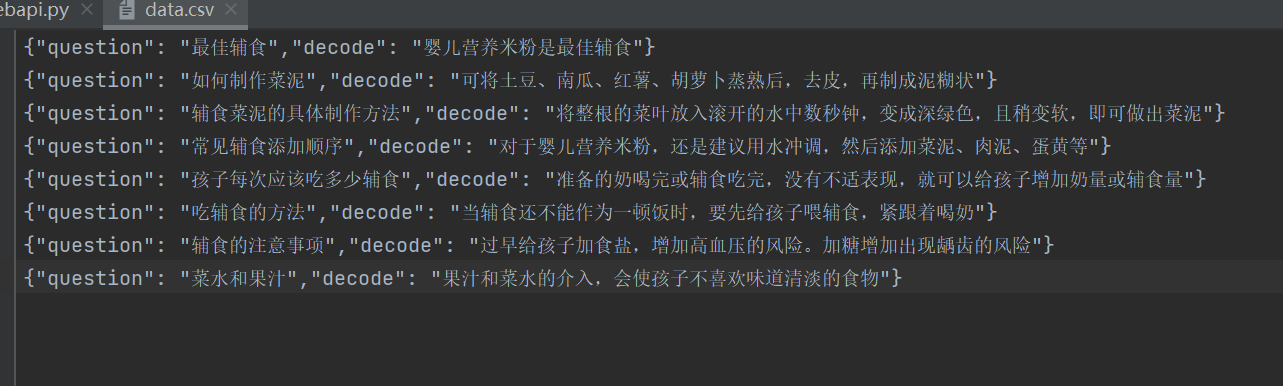 ebapi.py × data.csv ×
{"question": "最佳辅食","decode": "婴儿营养米粉是最佳辅食"}
{"question": "如何制作菜泥","decode": "可将土豆、南瓜、红薯、胡萝卜蒸熟后，去皮，再制成泥糊状"}
{"question": "辅食菜泥的具体制作方法","decode": "将整根的菜叶放入滚开的水中数秒钟，变成深绿色，且稍变软，即可做出菜泥"}
{"question": "常见辅食添加顺序","decode": "对于婴儿营养米粉，还是建议用水冲调，然后添加菜泥、肉泥、蛋黄等"}
{"question": "孩子每次应该吃多少辅食","decode": "准备的奶喝完或辅食吃完，没有不适表现，就可以给孩子增加奶量或辅食量"}
{"question": "吃辅食的方法","decode": "当辅食还不能作为一顿饭时，要先给孩子喂辅食，紧跟着喝奶"}
{"question": "辅食的注意事项","decode": "过早给孩子加食盐，增加高血压的风险。加糖增加出现龋齿的风险"}
{"question": "菜水和果汁","decode": "果汁和菜水的介入，会使孩子不喜欢味道清淡的食物"}